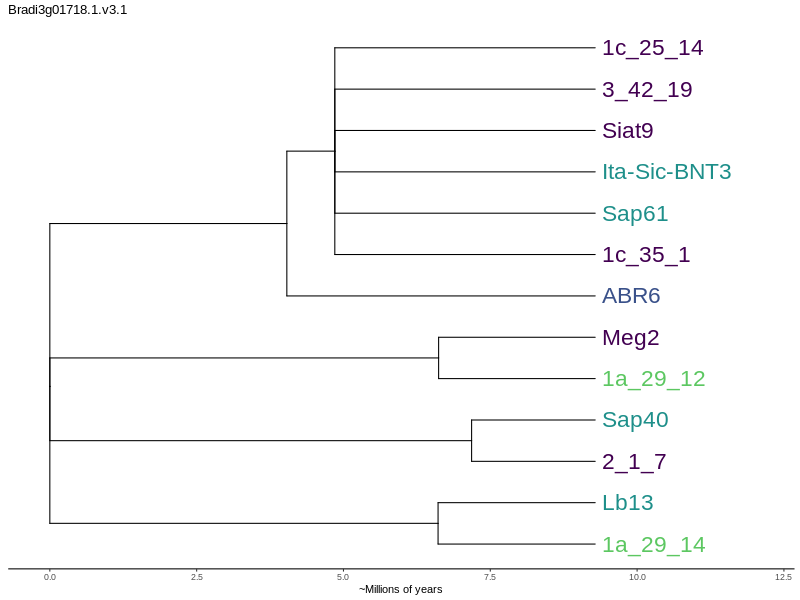 Bradi3g01718.1.v3.1
1c_25_14
3_42_19
Siat9
Ita-Sic-BNT3
Sap61
1c_35_1
ABR6
Meg2
1a_29_12
Sap40
2_1_7
Lb13
1a_29_14
0.0 2.5 5.0 7.5 10.0 12.5
~Millions of years